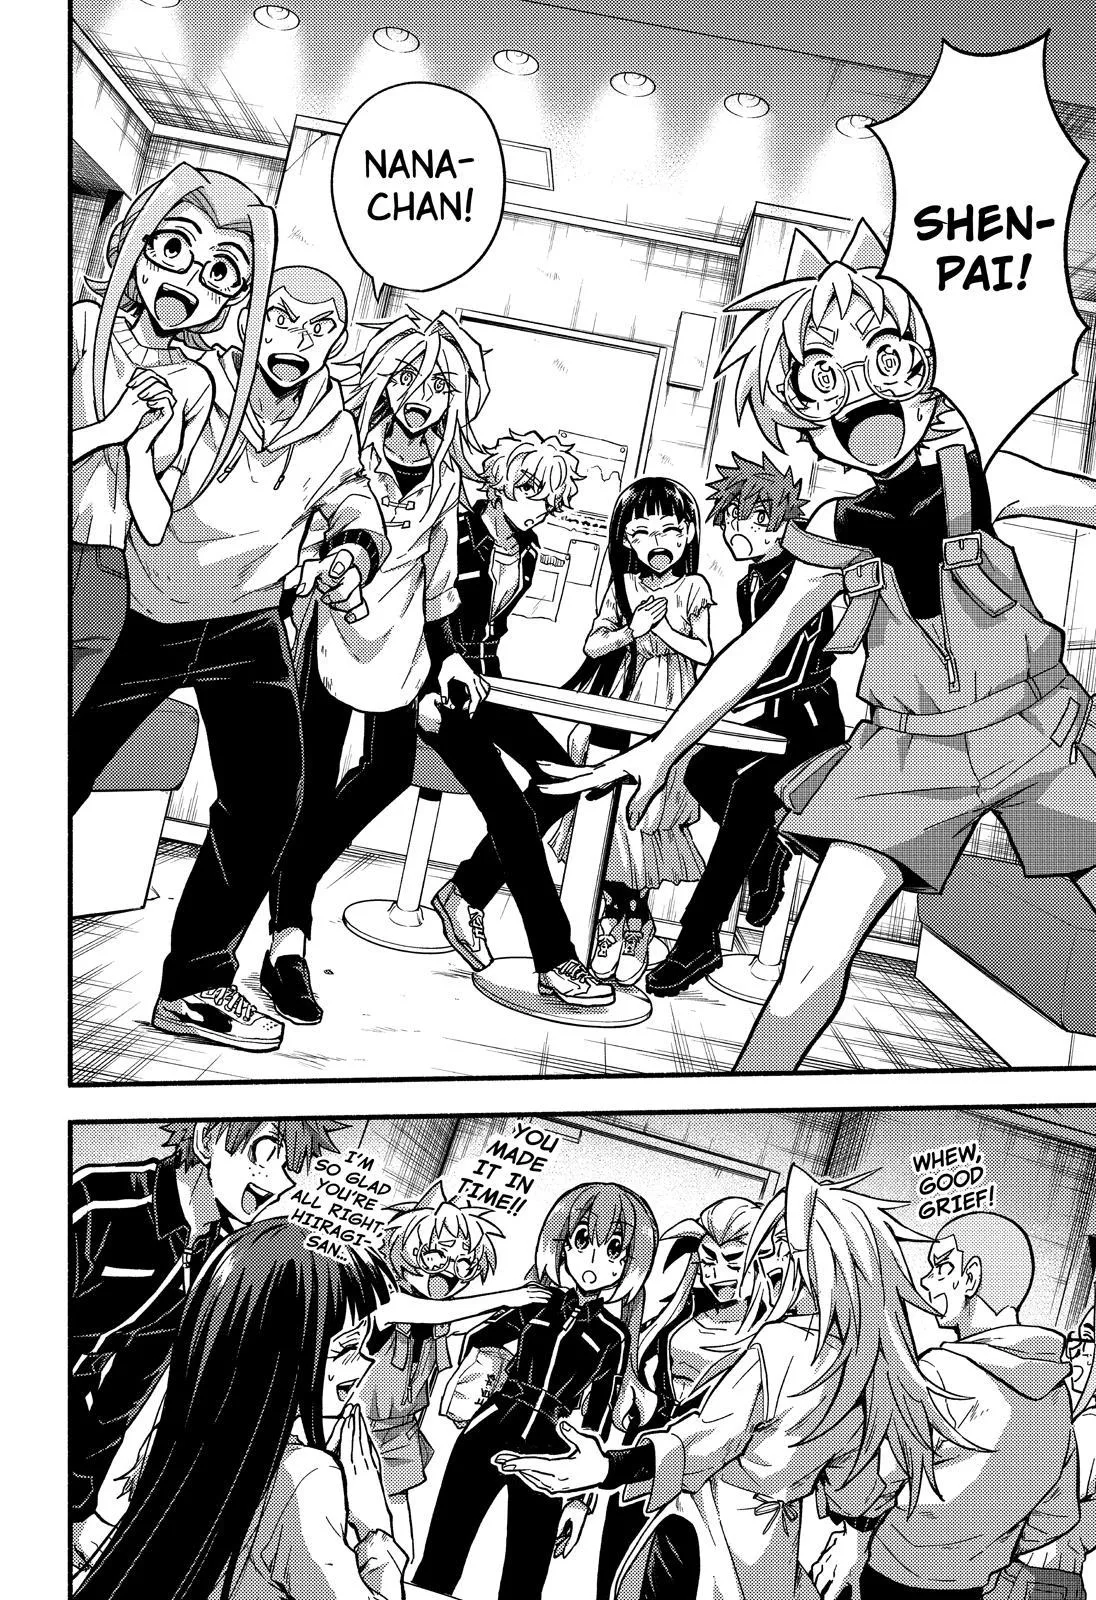 SHEN-
PAI!
NANA-
CHAN!
WHEW,
GOOD
GRIEF!
YOU
MADE
IT IN
TIME!!
I'M
SO GLAD
YOU'RE
ALL RIGHT,
HIIRAGI-
SAN...